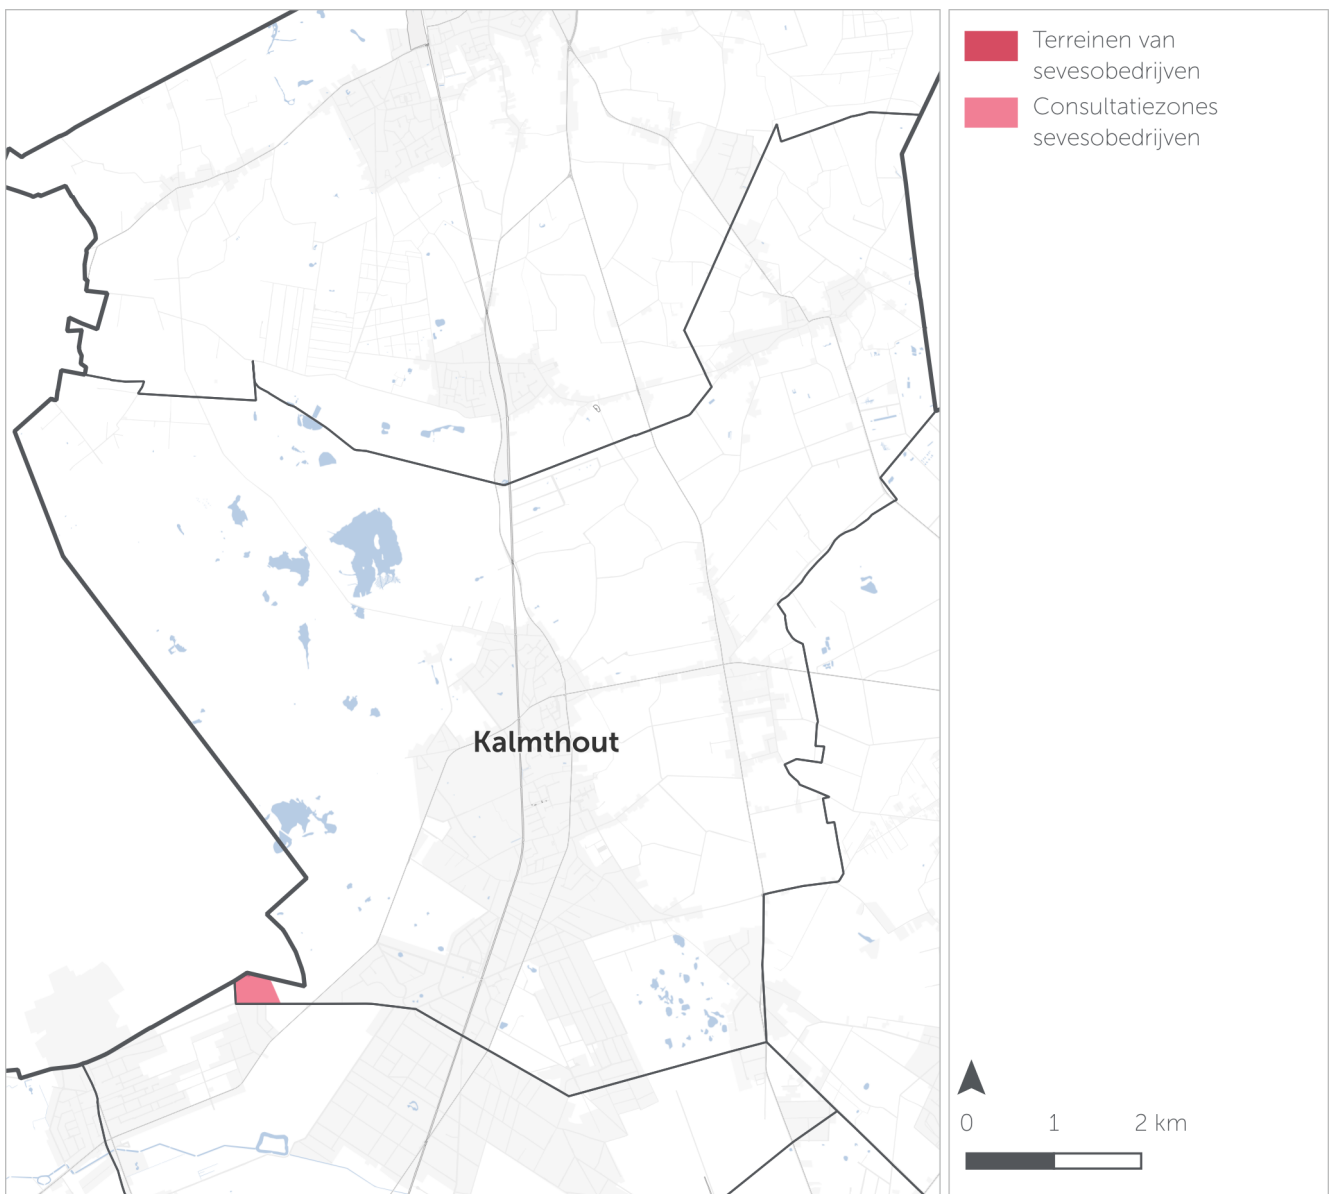 Terreinen van
sevesobedrijven
Consultatiezones
sevesobedrijven
Kalmthout
0 1 2 km